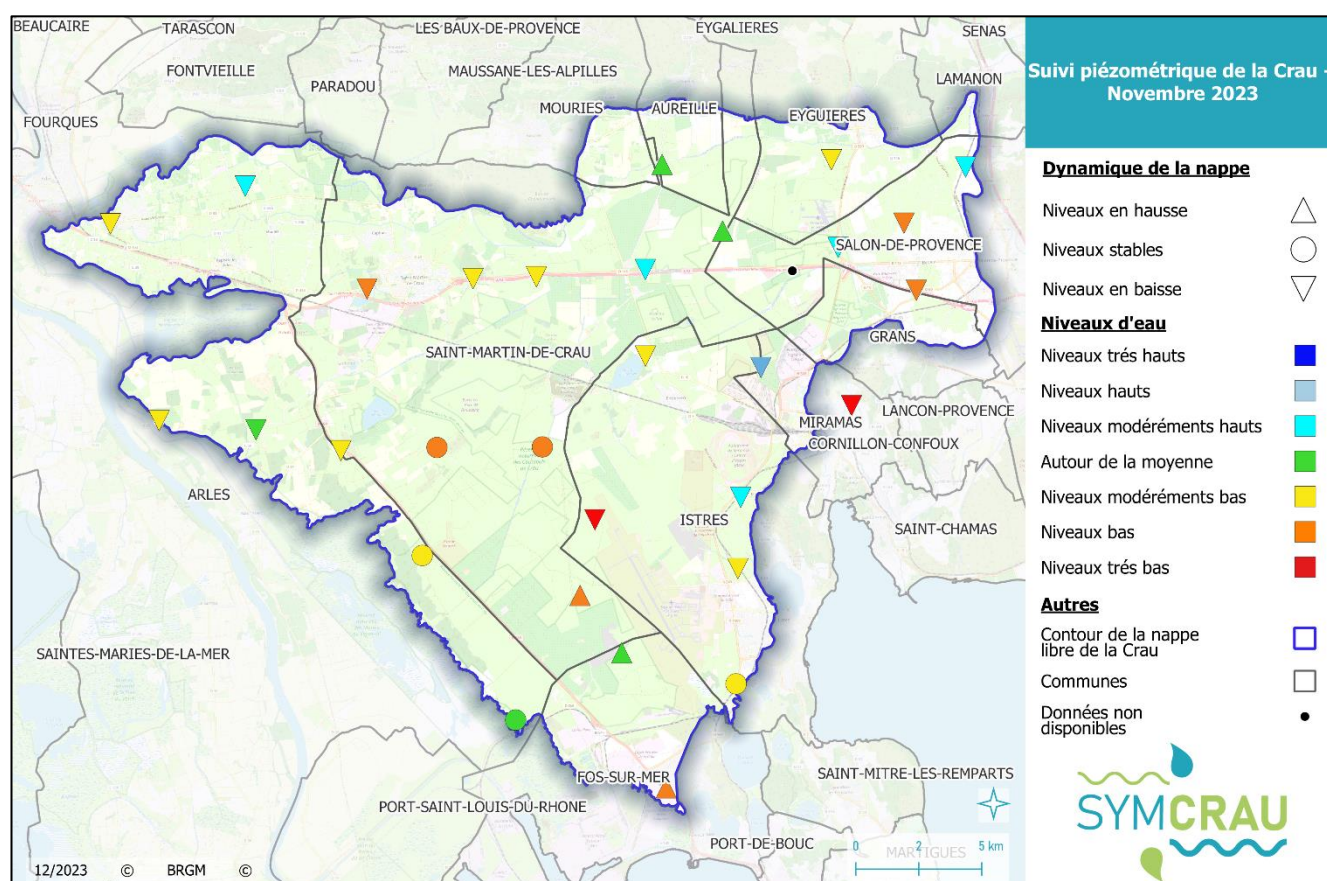 BEAUCAIRE
TARASCON
LES BAUX-DE-PROVENCE
EYGALIERES
SENAS
FONTVIEILLE
PARADOU
MAUSSANE-LES-ALPILLES
LAMANON
MOURIES
AUREILLE
EYGUIERES
FOURQUES
SALON-DE-PROVENCE
GRANS
SAINT-MARTIN-DE-CRAU
LANCON-PROVENCE
MIRAMAS
CORNILLON-CONFOUX
ARLES
ISTRES
SAINT-CHAMAS
SAINTES-MARIES-DE-LA-MER
FOS-SUR-MER
SAINT-MITRE-LES-REMPARTS
PORT-SAINT-LOUIS-DU-RHONE
PORT-DE-BOUC
MARTIGUES
0 2 5 km
12/2023 © BRGM ©
Suivi piézométrique de la Crau -
Novembre 2023
Dynamique de la nappe
Niveaux en hausse
Niveaux stables
Niveaux en baisse
Niveaux d'eau
Niveaux trés hauts
Niveaux hauts
Niveaux modéréments hauts
Autour de la moyenne
Niveaux modéréments bas
Niveaux bas
Niveaux trés bas
Autres
Contour de la nappe
libre de la Crau
Communes
Données non
disponibles
SYMCRAU